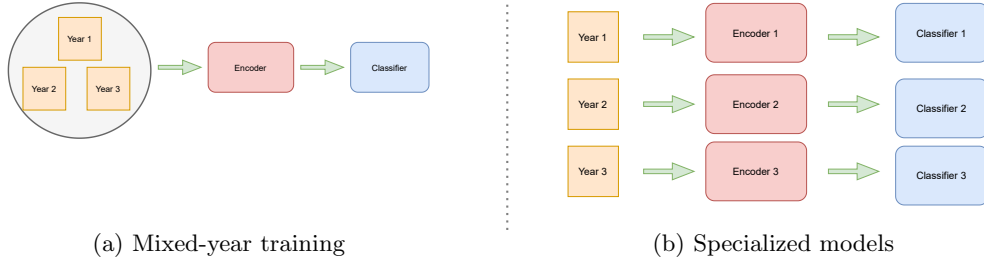 Year 1
Year 2
Year 3
Encoder
Classifier
(a) Mixed-year training
Year 1
Encoder 1
Classifier 1
Year 2
Encoder 2
Classifier 2
Year 3
Encoder 3
Classifier 3
(b) Specialized models